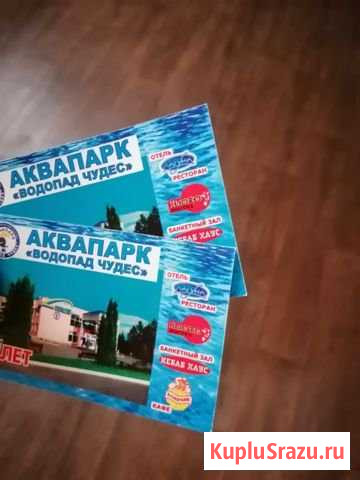 АКВАПАРК
«ВОДОПАД ЧУДЕС»
ОТЕЛЬ
РЕСТОРАН
БАНКЕТНЫЙ ЗАЛ
КЕБАБ ХАУС
АКВАПАРК
«ВОДОПАД ЧУДЕС»
ОТЕЛЬ
РЕСТОРАН
БАНКЕТНЫЙ ЗАЛ
КЕБАБ ХАУС
КАФЕ
ЛЕТ
KupluSrazu.ru